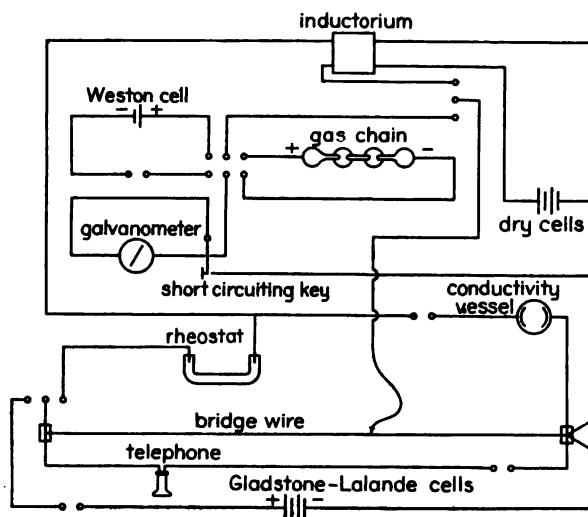 inductorium
Weston cell
- +
gas chain
+ -
galvanometer
dry cells
short circuiting key
conductivity
vessel
rheostat
bridge wire
telephone
Gladstone-Lalande cells
+ -